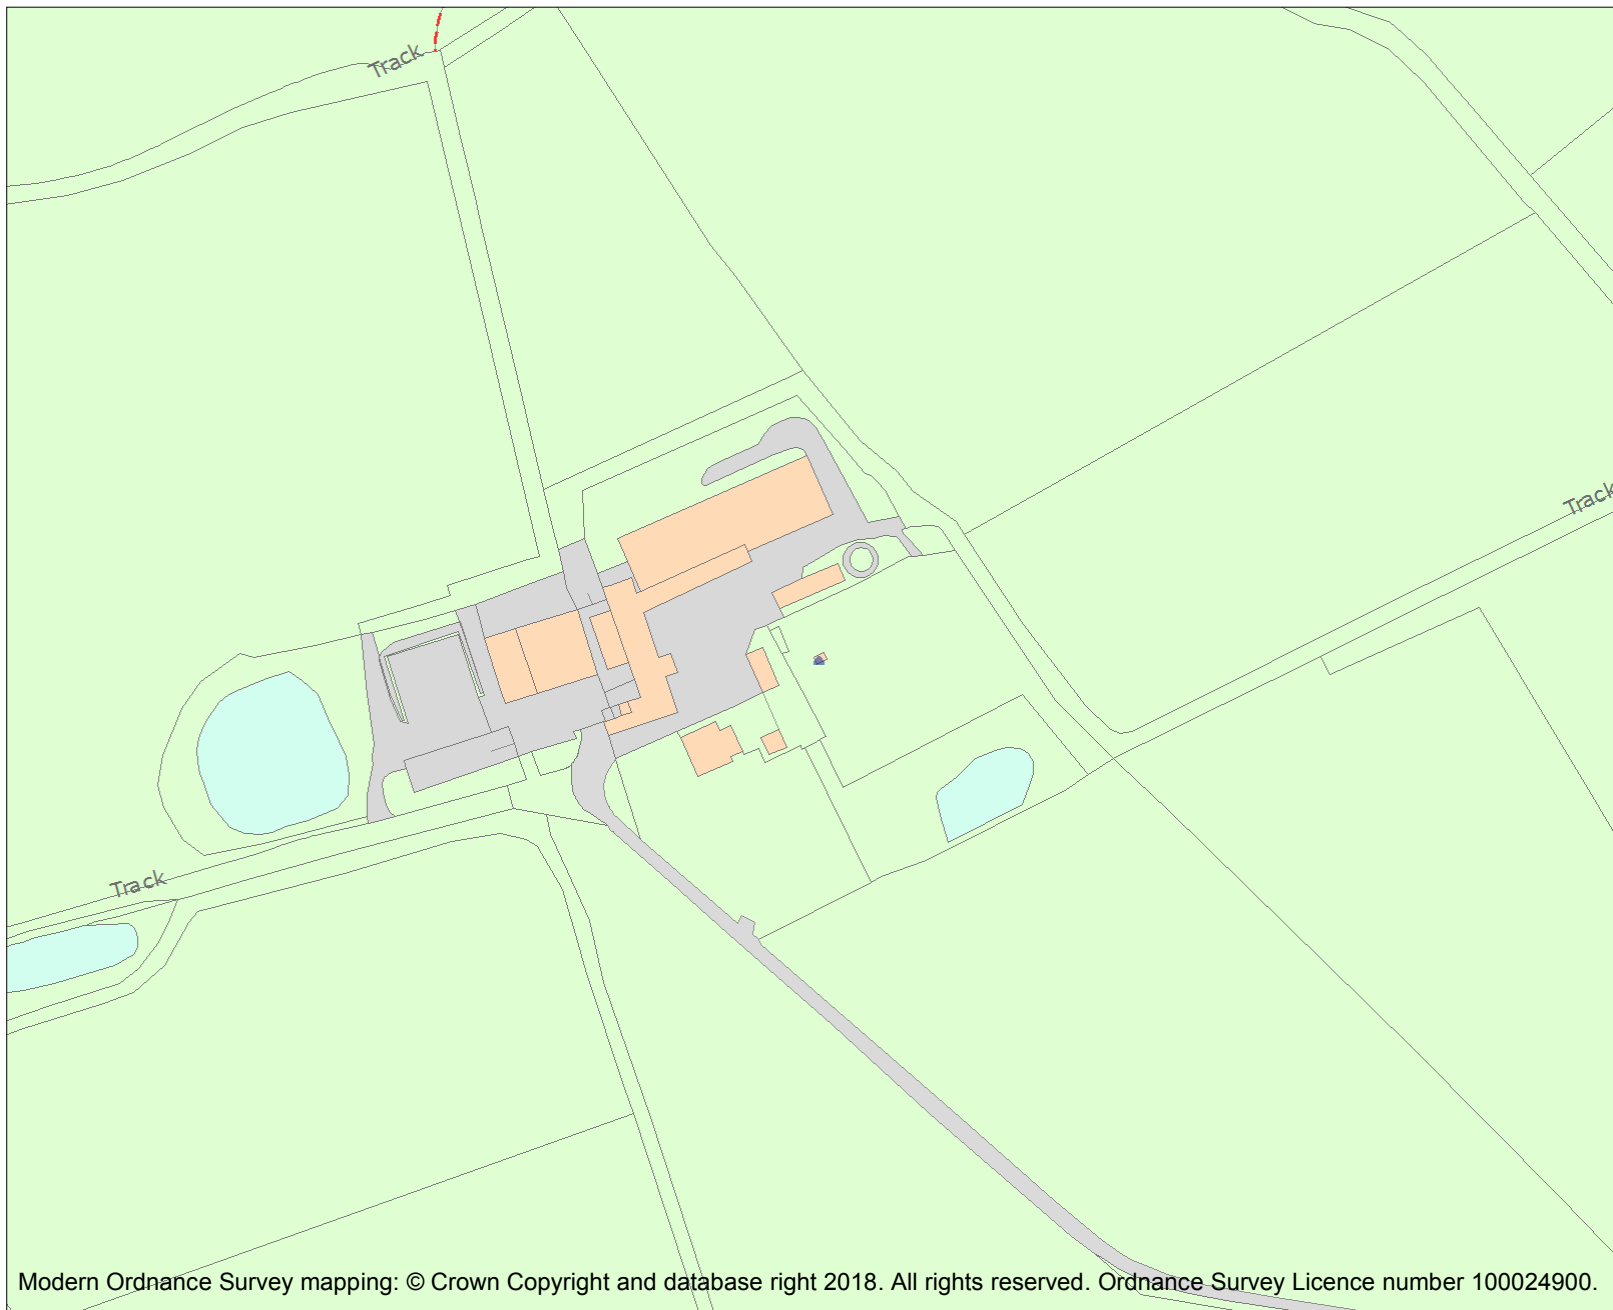 Track
Track
Track
Modern Ordnance Survey mapping: © Crown Copyright and database right 2018. All rights reserved. Ordnance Survey Licence number 100024900.